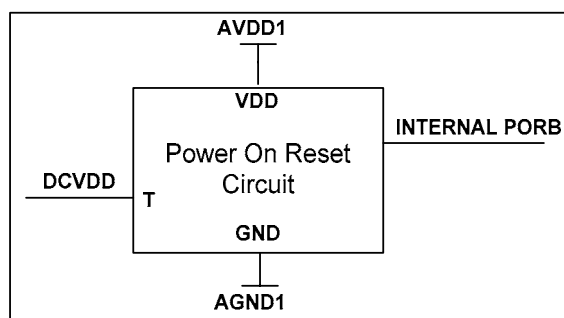 AVDD1
VDD
INTERNAL PORB
Power On Reset
Circuit
DCVDD
T
GND
AGND1